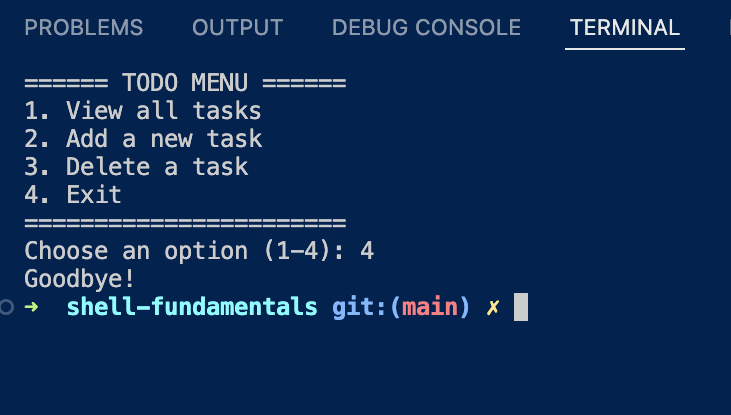 PROBLEMS OUTPUT DEBUG CONSOLE TERMINAL
====== TODO MENU ======
1. View all tasks
2. Add a new task
3. Delete a task
4. Exit
=======================
Choose an option (1-4): 4
Goodbye!
➜ shell-fundamentals git:(main) ✗